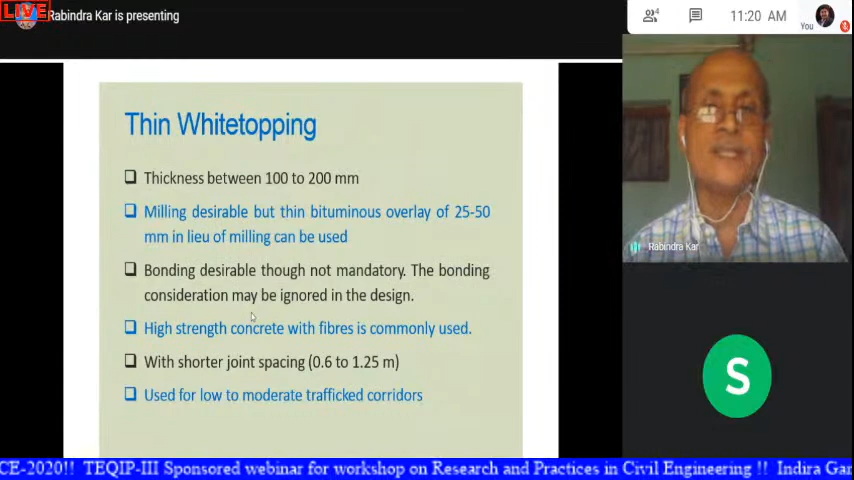 LIVE
Rabindra Kar is presenting
4
11:20 AM
You
Thin Whitetopping
Thickness between 100 to 200 mm
Milling desirable but thin bituminous overlay of 25-50
mm in lieu of milling can be used
Bonding desirable though not mandatory. The bonding
consideration may be ignored in the design.
High strength concrete with fibres is commonly used.
With shorter joint spacing (0.6 to 1.25 m)
Used for low to moderate trafficked corridors
Rabindra Kar
S
CE-2020!! TEQIP-III Sponsored webinar for workshop on Research and Practices in Civil Engineering !! Indira Gar